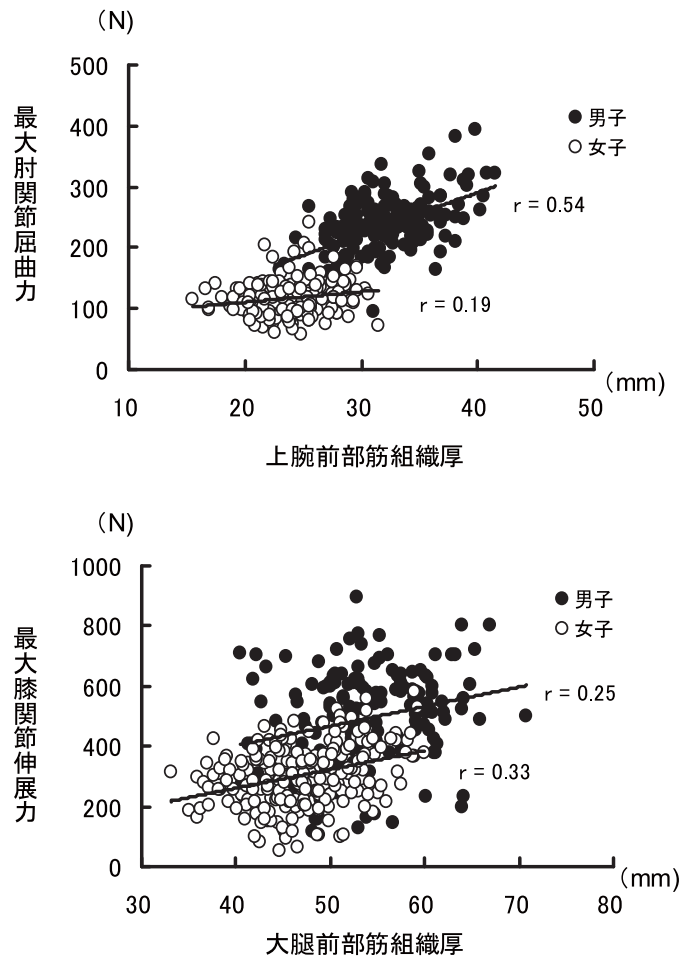 (N)
500
400
300
200
100
0
最大肘関節屈曲力
男子
女子
r = 0.54
r = 0.19
(mm)
10 20 30 40 50
上腕前部筋組織厚
(N)
1000
800
600
400
200
0
最大膝関節伸展力
男子
女子
r = 0.25
r = 0.33
(mm)
30 40 50 60 70 80
大腿前部筋組織厚